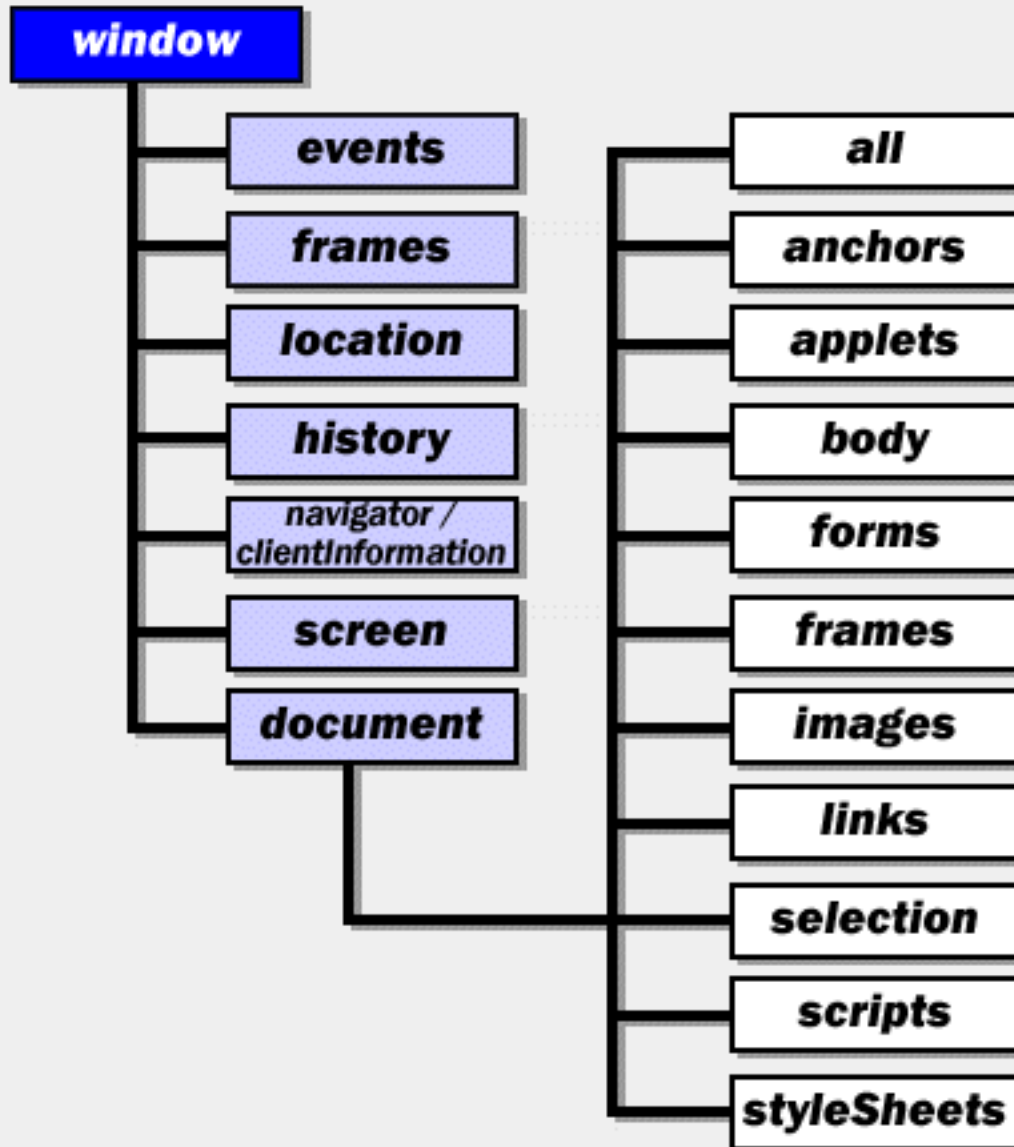 window
events
frames
location
history
navigator /
clientInformation
screen
document
all
anchors
applets
body
forms
frames
images
links
selection
scripts
styleSheets